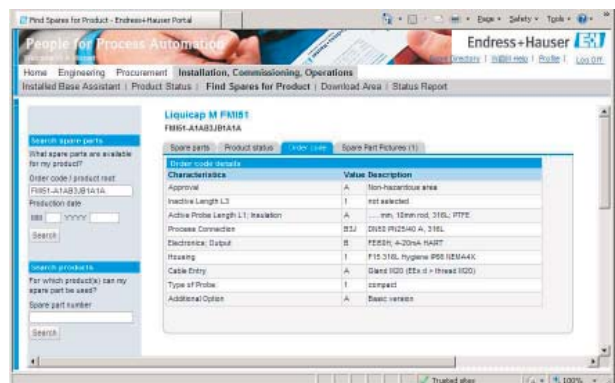 Find Spares for Product - Endress+Hauser Portal
Page Safety Tools
People for Process Automation
Endress+Hauser
Log Off
Home Engineering Procurement Installation, Commissioning, Operations
Installed Base Assistant | Product Status | Find Spares for Product | Download Area | Status Report
Liquicap M FMI51
FMI51-A1AB3JB1A1A
Search spare parts
Spare parts Product status Order code Spare Part Pictures (1)
What spare parts are available for my product?
Order code details
Characteristics Value Description
Order code / product root
Approval A Non-hazardous area
FMI51-A1AB3JB1A1A
Inactive Length L3 1 not selected
Production date
Active Probe Length L1; Insulation A ..... mm, 10mm rod, 316L; PTFE
YYYY
Process Connection B3J DN50 PN25/40 A, 316L
Search
Electronics; Output B FEI50H; 4-20mA HART
Housing 1 F15 316L Hygiene IP66 NEMA4X
Search products
Cable Entry A Gland M20 (EEx d > thread M20)
For which product(s) can my spare part be used?
Type of Probe 1 compact
Additional Option A Basic version
Spare part number
Search
Trusted sites
100%